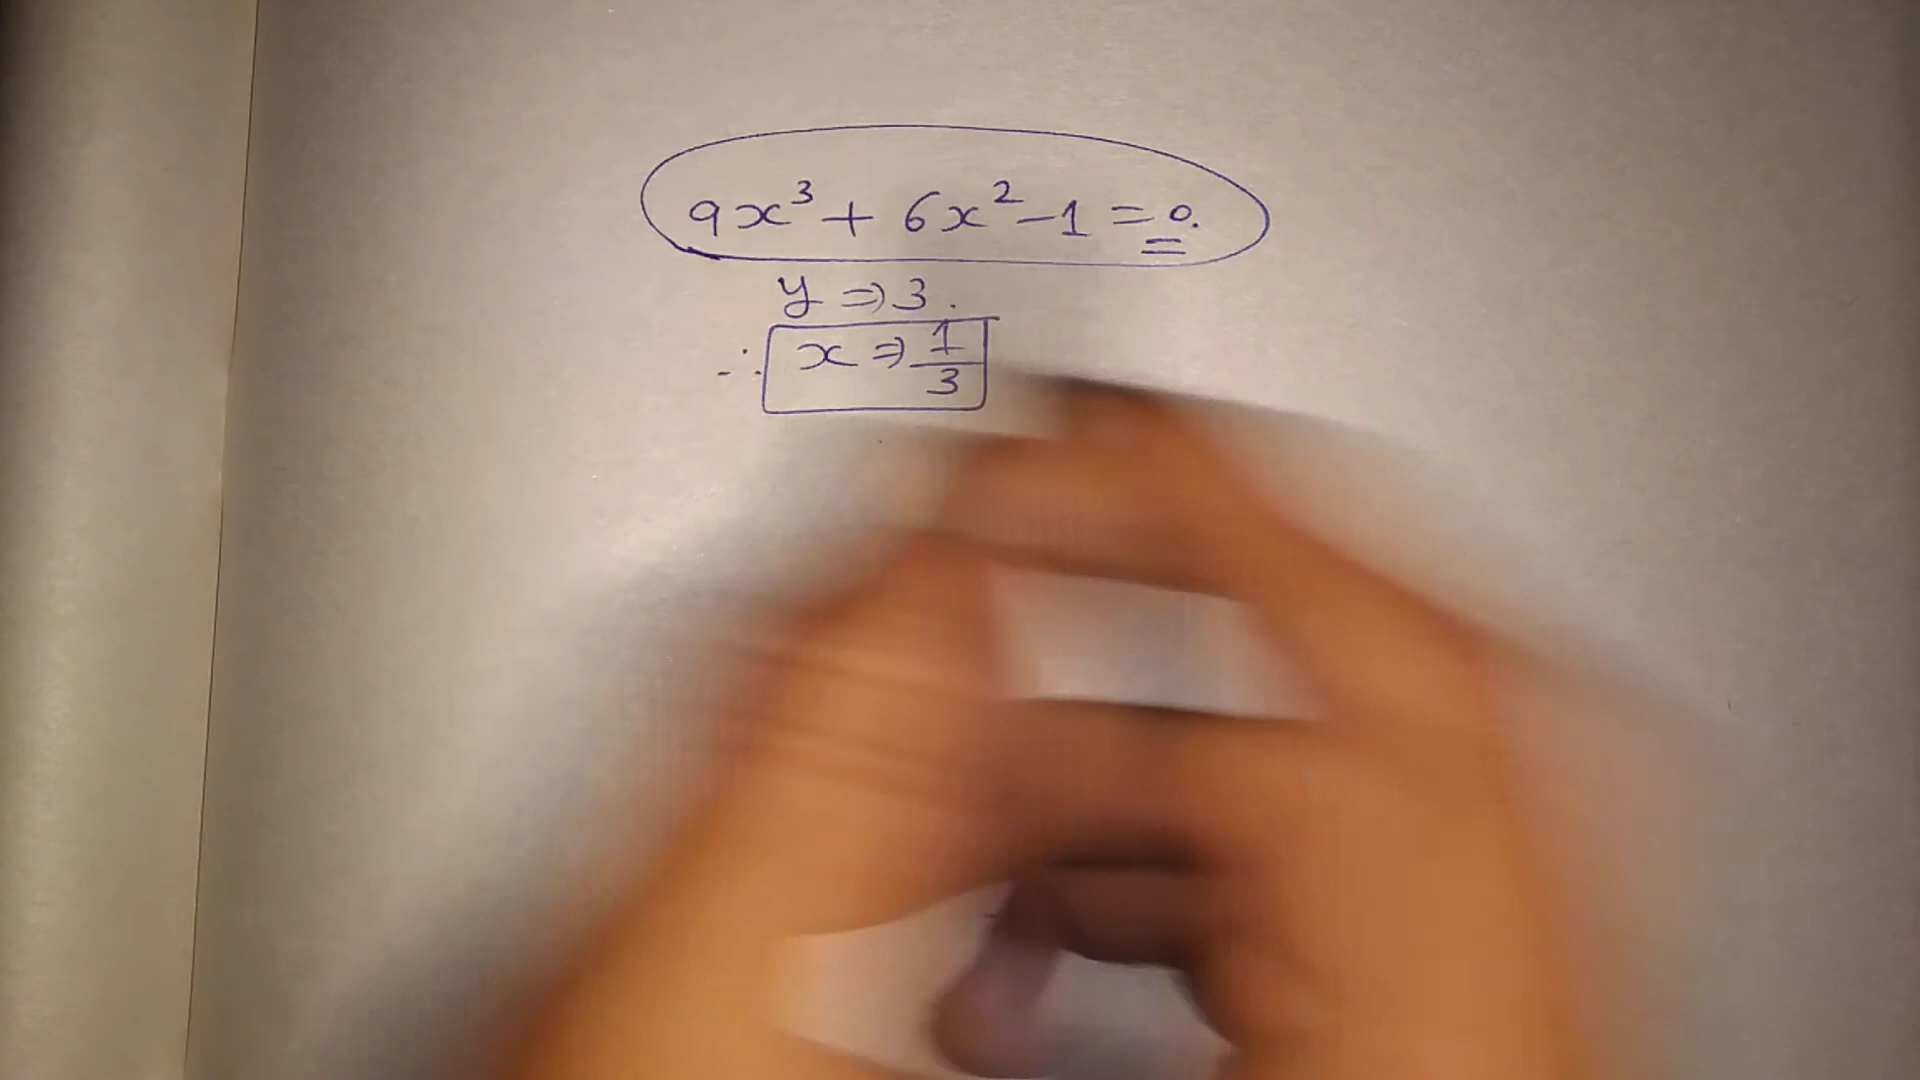 9x³ + 6x² - 1 = 0.
y ⇒ 3.
∴ x ⇒ 1/3